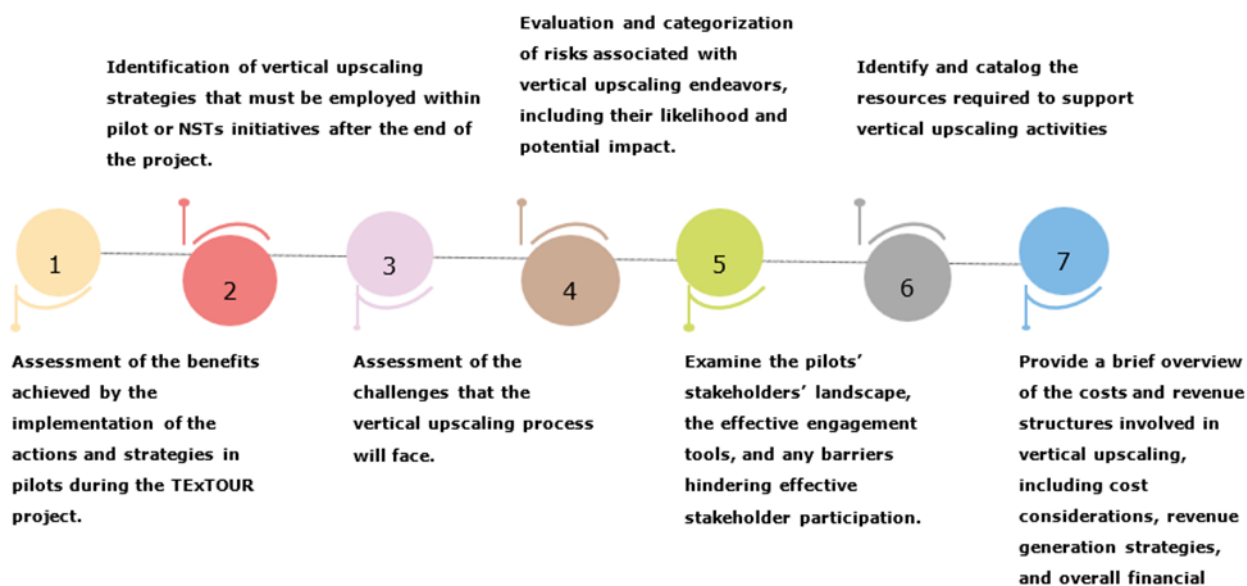 Evaluation and categorization
of risks associated with
vertical upscaling endeavors,
including their likelihood and
potential impact.
Identification of vertical upscaling
strategies that must be employed within
pilot or NSTs initiatives after the end of
the project.
Identify and catalog the
resources required to support
vertical upscaling activities
1
2
3
4
5
6
7
Assessment of the benefits
achieved by the
implementation of the
actions and strategies in
pilots during the TExTOUR
project.
Assessment of the
challenges that the
vertical upscaling process
will face.
Examine the pilots’
stakeholders’ landscape,
the effective engagement
tools, and any barriers
hindering effective
stakeholder participation.
Provide a brief overview
of the costs and revenue
structures involved in
vertical upscaling,
including cost
considerations, revenue
generation strategies,
and overall financial